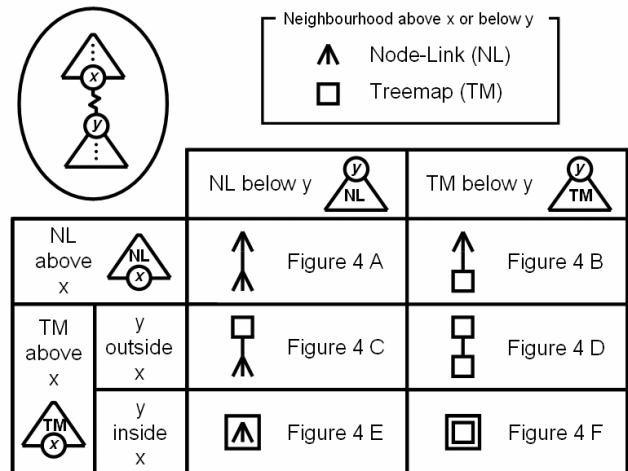 Neighbourhood above x or below y
Node-Link (NL)
Treemap (TM)
x
y
NL below y
y
NL
TM below y
y
TM
NL
above
x
NL
x
Figure 4 A
Figure 4 B
TM
above
x
TM
x
y
outside
x
Figure 4 C
Figure 4 D
y
inside
x
Figure 4 E
Figure 4 F